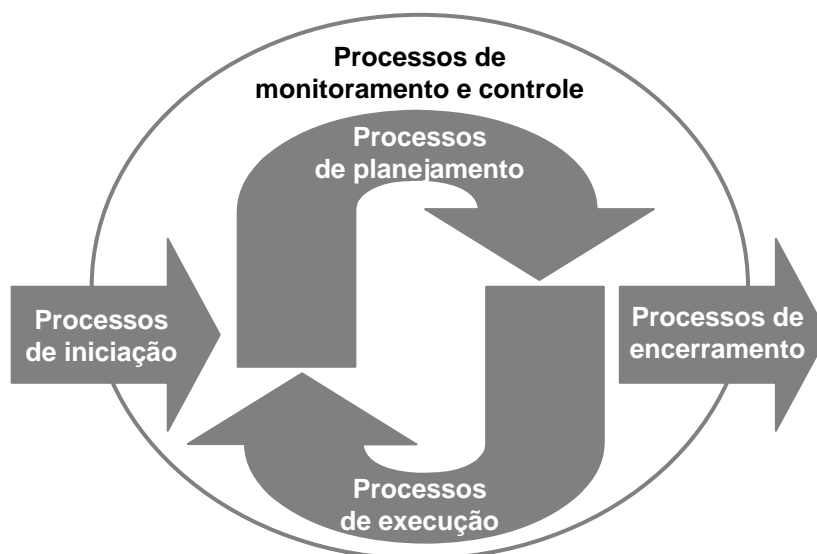 Processos de
monitoramento e controle
Processos
de planejamento
Processos
de iniciação
Processos de
encerramento
Processos
de execução